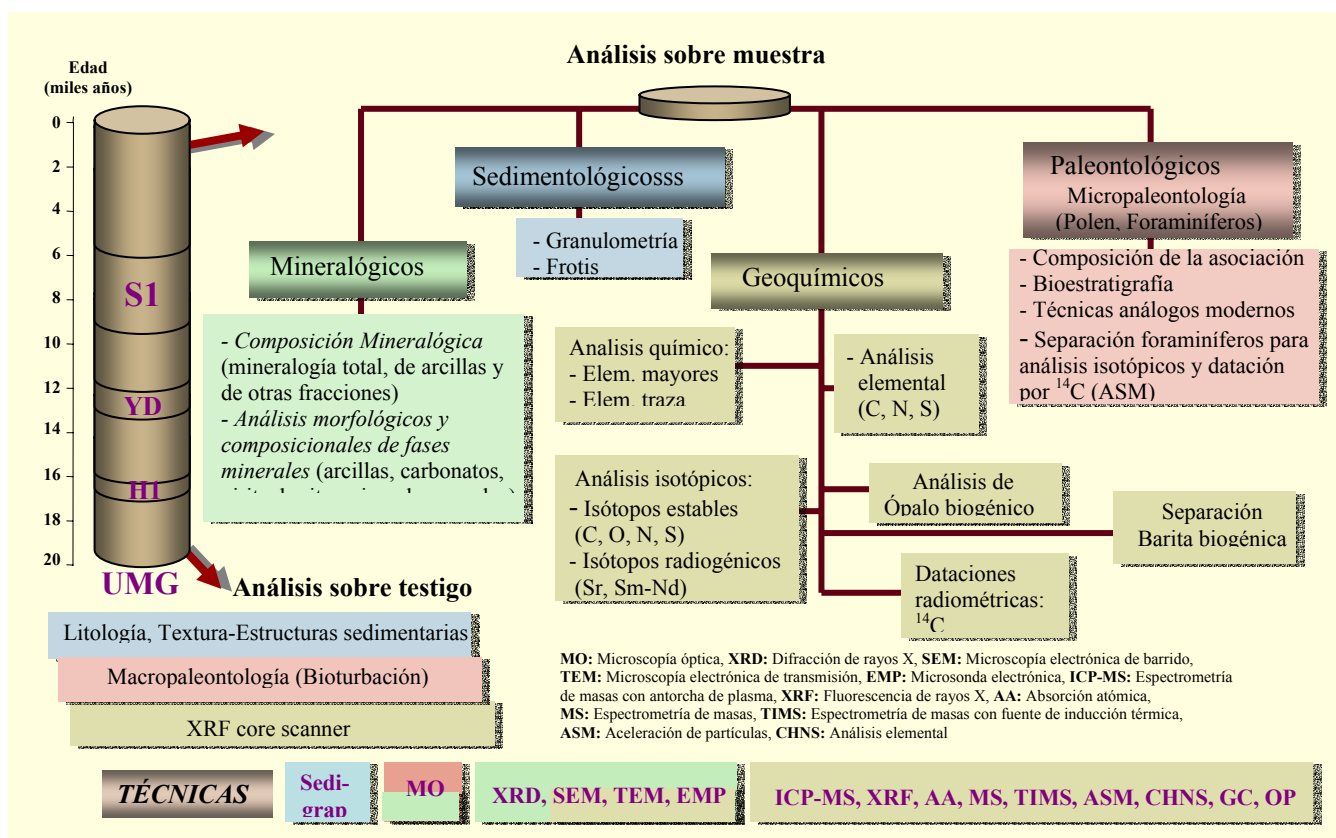 Análisis sobre muestra
Edad
(miles años)
0
2
4
6
8
10
12
14
16
18
20
S1
YD
H1
UMG
Sedimentológicosss
- Granulometría
- Frotis
Mineralógicos
- Composición Mineralógica
(mineralogía total, de arcillas y
de otras fracciones)
- Análisis morfológicos y
composicionales de fases
minerales (arcillas, carbonatos,
Geoquímicos
Analisis químico:
- Elem. mayores
- Elem. traza
- Análisis
elemental
(C, N, S)
Análisis isotópicos:
- Isótopos estables
(C, O, N, S)
- Isótopos radiogénicos
(Sr, Sm-Nd)
Análisis de
Ópalo biogénico
Separación
Barita biogénica
Dataciones
radiométricas:
14C
Paleontológicos
Micropaleontología
(Polen, Foraminíferos)
- Composición de la asociación
- Bioestratigrafía
- Técnicas análogos modernos
- Separación foraminíferos para
análisis isotópicos y datación
por 14C (ASM)
Análisis sobre testigo
Litología, Textura-Estructuras sedimentarias
Macropaleontología (Bioturbación)
XRF core scanner
MO: Microscopía óptica, XRD: Difracción de rayos X, SEM: Microscopía electrónica de barrido,
TEM: Microscopía electrónica de transmisión, EMP: Microsonda electrónica, ICP-MS: Espectrometría
de masas con antorcha de plasma, XRF: Fluorescencia de rayos X, AA: Absorción atómica,
MS: Espectrometría de masas, TIMS: Espectrometría de masas con fuente de inducción térmica,
ASM: Aceleración de partículas, CHNS: Análisis elemental
TÉCNICAS
Sedi-
grap
MO
XRD, SEM, TEM, EMP
ICP-MS, XRF, AA, MS, TIMS, ASM, CHNS, GC, OP